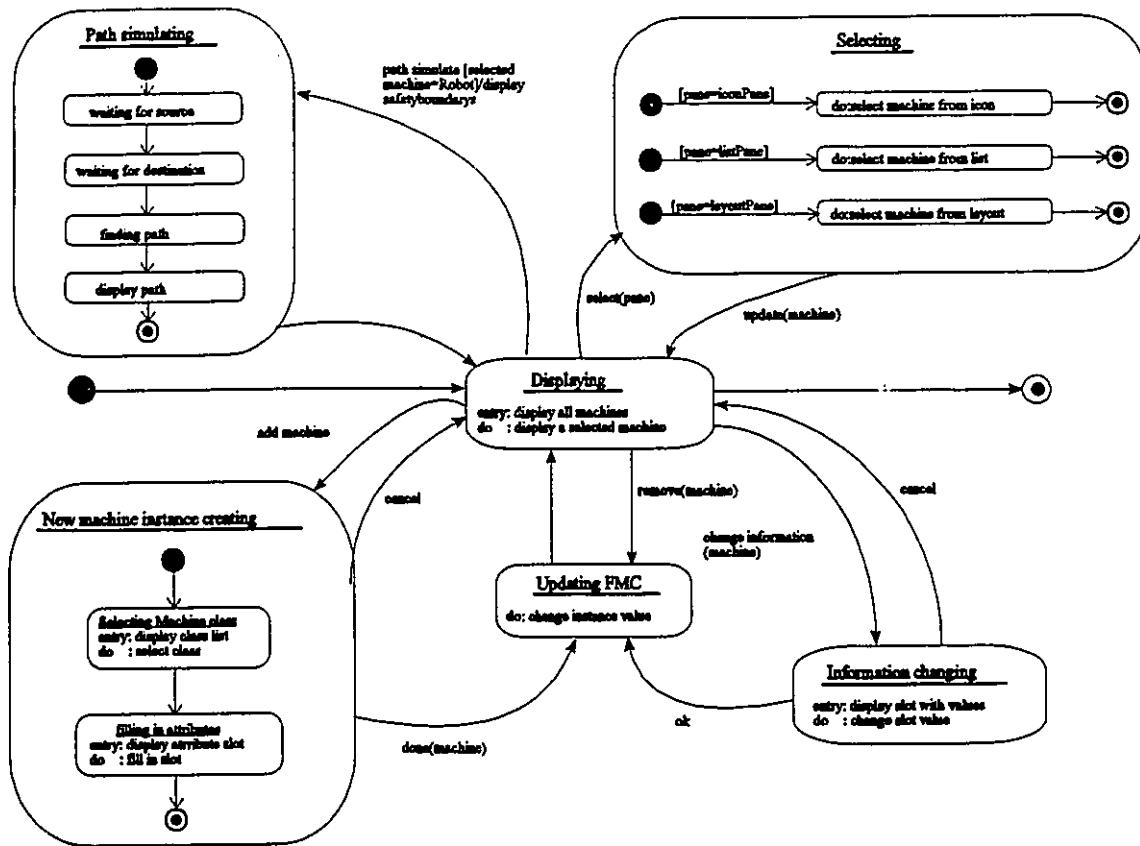 Path simulating
waiting for source
waiting for destination
finding path
display path
path simulate [selected
machine=Robot]/display
safetyboundarys
Selecting
[pane=iconPane]
do:select machine from icon
[pane=listPane]
do:select machine from list
[pane=layoutPane]
do:select machine from layout
select(pane)
update(machine)
Displaying
entry: display all machines
do : display a selected machine
add machine
cancel
remove(machine)
change information
(machine)
cancel
New machine instance creating
Selecting Machine class
entry: display class list
do : select class
filling in attributes
entry: display attribute slot
do : fill in slot
Updating FMC
do: change instance value
done(machine)
ok
Information changing
entry: display slot with values
do : change slot value